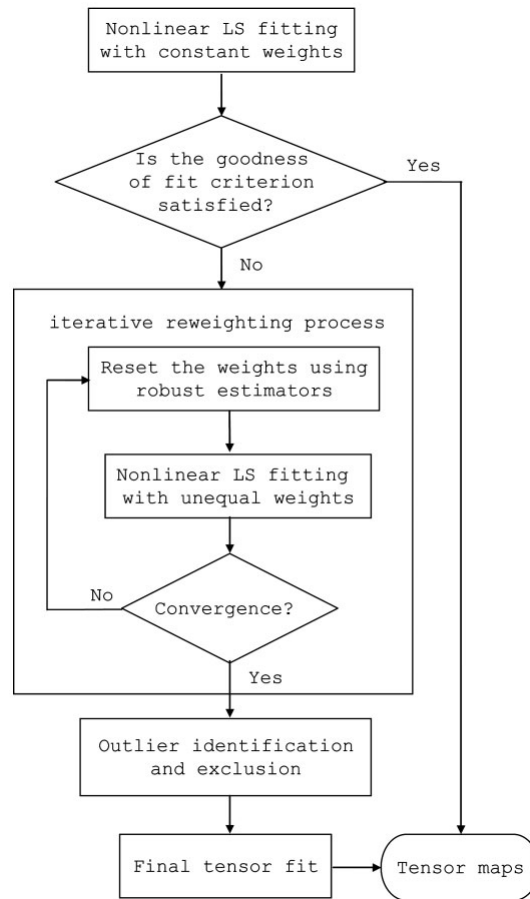 Nonlinear LS fitting
with constant weights
Is the goodness
of fit criterion
satisfied?
Yes
No
iterative reweighting process
Reset the weights using
robust estimators
Nonlinear LS fitting
with unequal weights
No
Convergence?
Yes
Outlier identification
and exclusion
Final tensor fit
Tensor maps